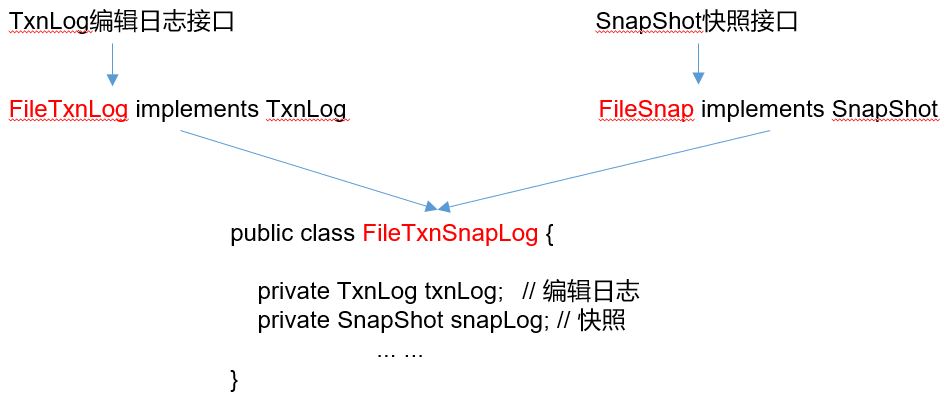 TxnLog编辑日志接口
SnapShot快照接口
FileTxnLog implements TxnLog
FileSnap implements SnapShot
public class FileTxnSnapLog {
private TxnLog txnLog; // 编辑日志
private SnapShot snapLog; // 快照
... ...
}